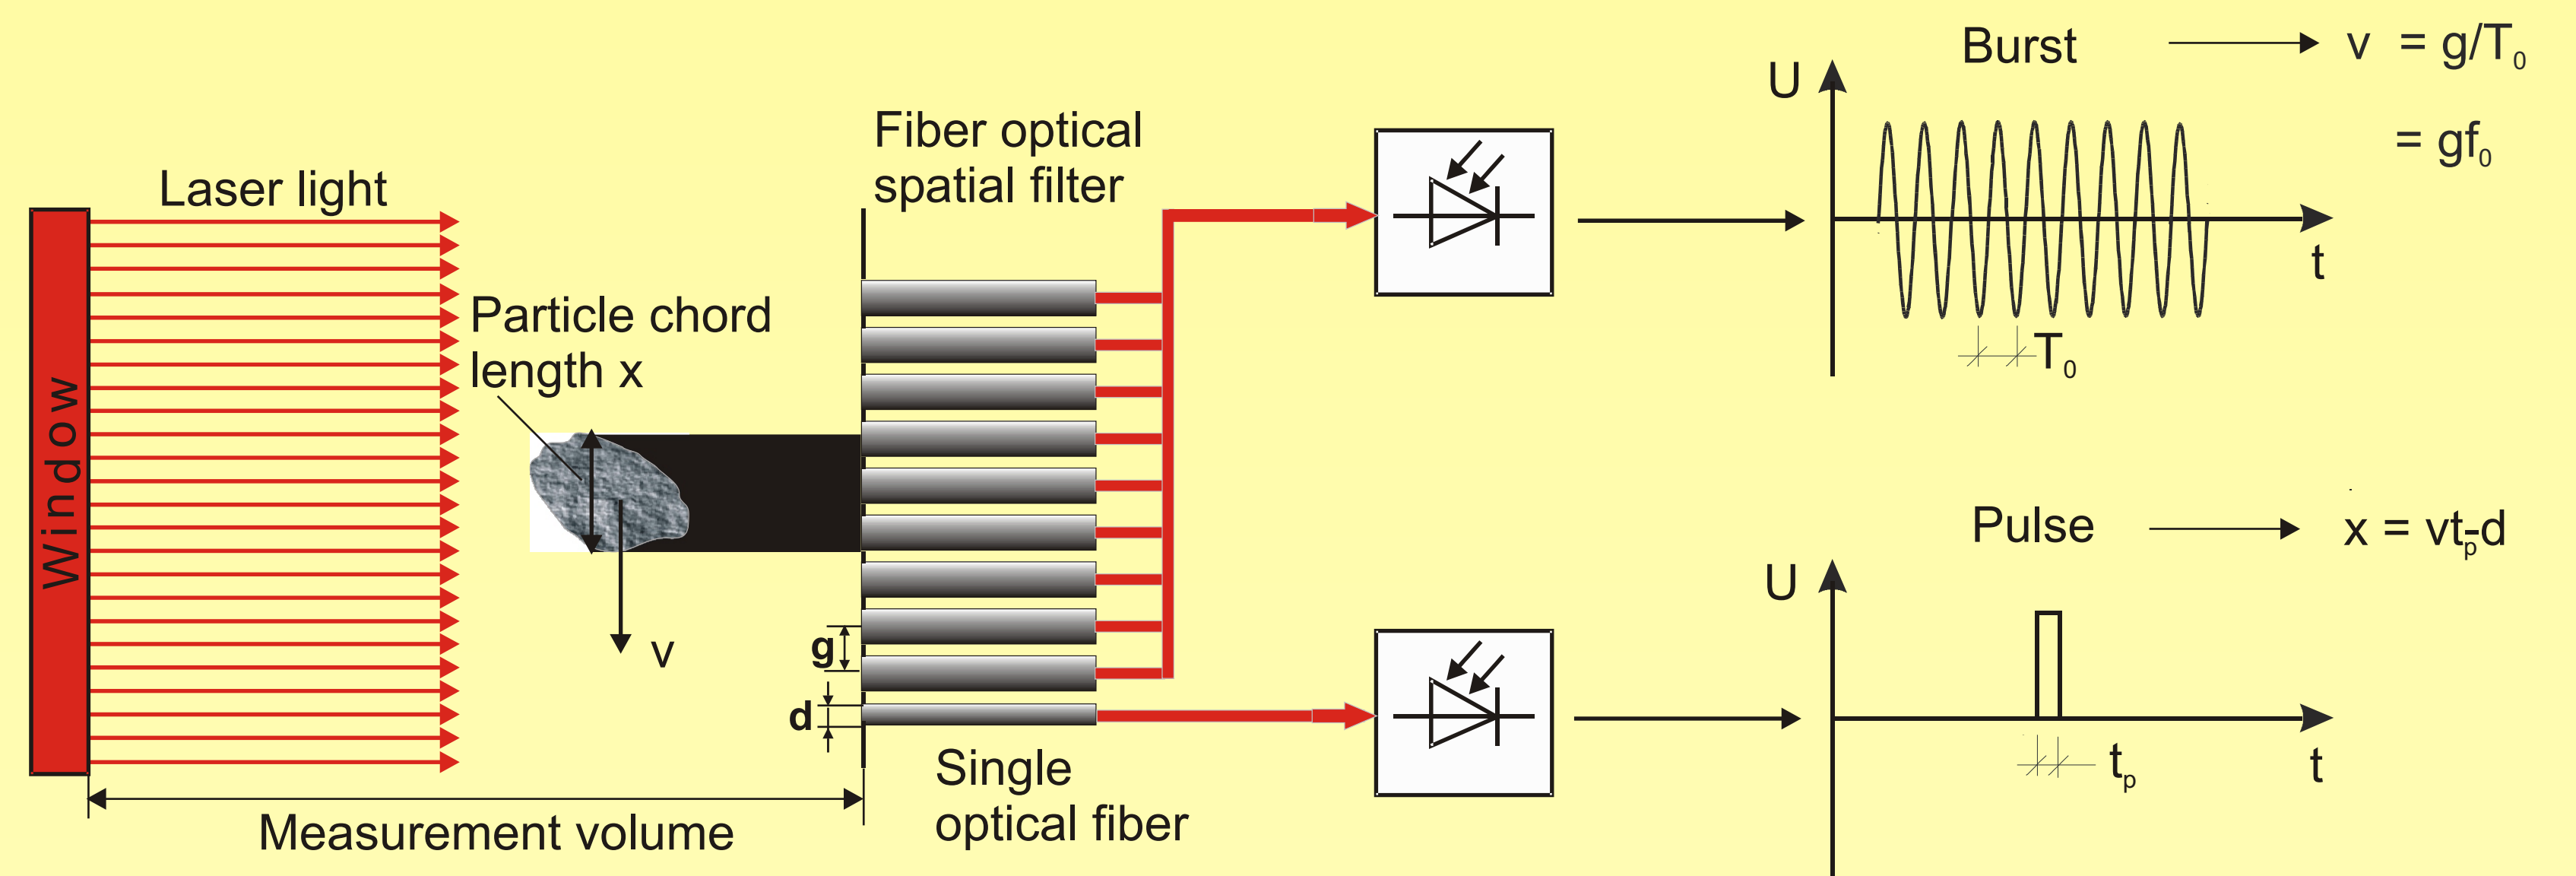 Laser light
Window
Particle chord
length x
v
Measurement volume
Fiber optical
spatial filter
g
d
Single
optical fiber
Burst
v = g/T₀
= gf₀
U
t
T₀
Pulse
x = vtₚ-d
U
t
tₚ